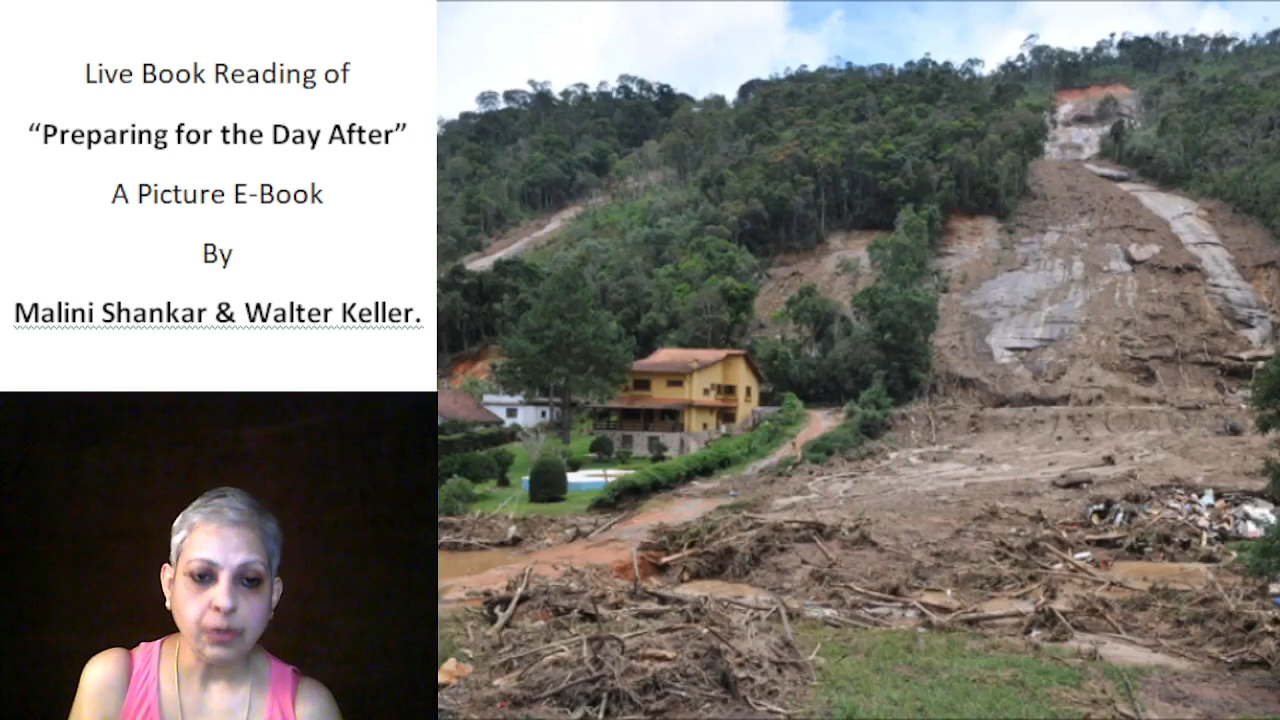 Live Book Reading of
“Preparing for the Day After”
A Picture E-Book
By
Malini Shankar & Walter Keller.